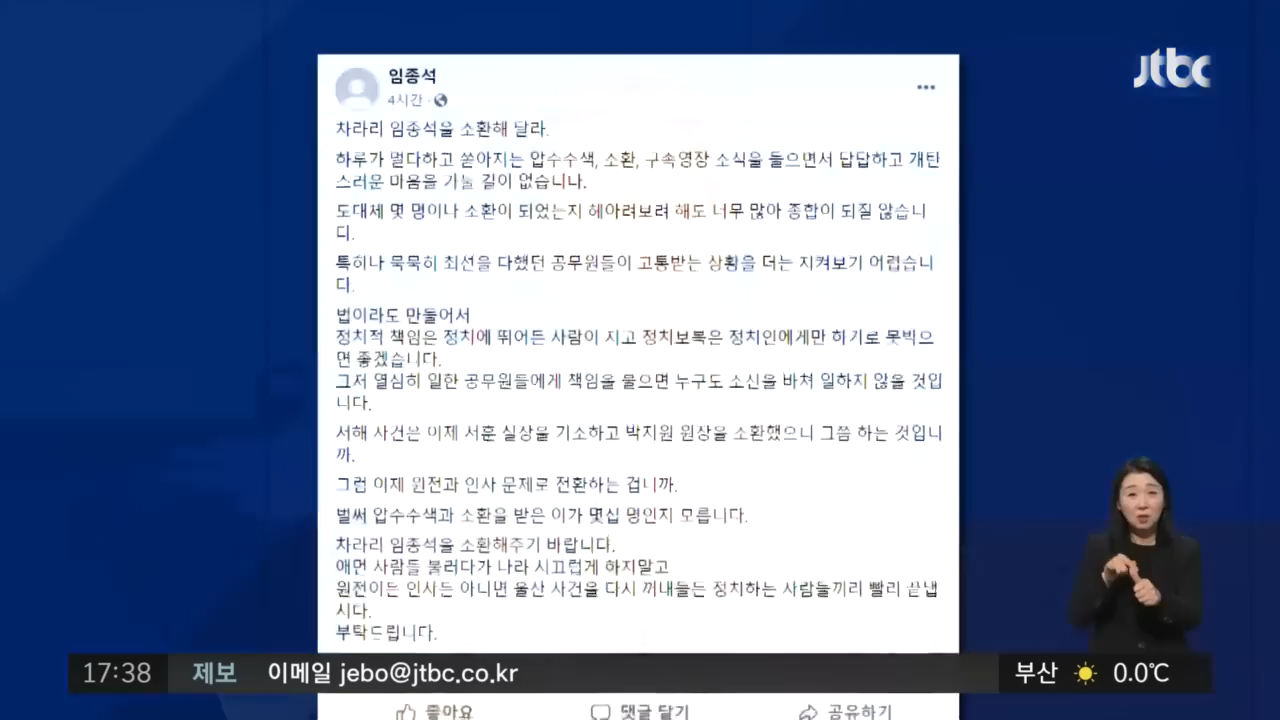 jtbc
임종석
4시간
차라리 임종석을 소환해 달라.
하루가 멀다하고 쏟아지는 압수수색, 소환, 구속영장 소식을 들으면서 답답하고 개탄
스러운 마음을 가눌 길이 없습니다.
도대체 몇 명이나 소환이 되었는지 헤아려보려 해도 너무 많아 종합이 되질 않습니
다.
특히나 묵묵히 최선을 다했던 공무원들이 고통받는 상황을 더는 지켜보기 어렵습니
다.
법이라도 만들어서
정치적 책임은 정치에 뛰어든 사람이 지고 정치보복은 정치인에게만 하기로 못박으
면 좋겠습니다.
그저 열심히 일한 공무원들에게 책임을 물으면 누구도 소신을 바쳐 일하지 않을 것입
니다.
서해 사건은 이제 서훈 실장을 기소하고 박지원 원장을 소환했으니 그쯤 하는 것입니
까.
그럼 이제 원전과 인사 문제로 전환하는 겁니까.
벌써 압수수색과 소환을 받은 이가 몇십 명인지 모릅니다.
차라리 임종석을 소환해주기 바랍니다.
애먼 사람들 불러다가 나라 시끄럽게 하지말고
원전이든 인사든 아니면 울산 사건을 다시 꺼내들든 정치하는 사람들끼리 빨리 끝냅
시다.
부탁드립니다.
17:38 제보 이메일 jebo@jtbc.co.kr 부산 0.0℃
좋아요 댓글 달기 공유하기